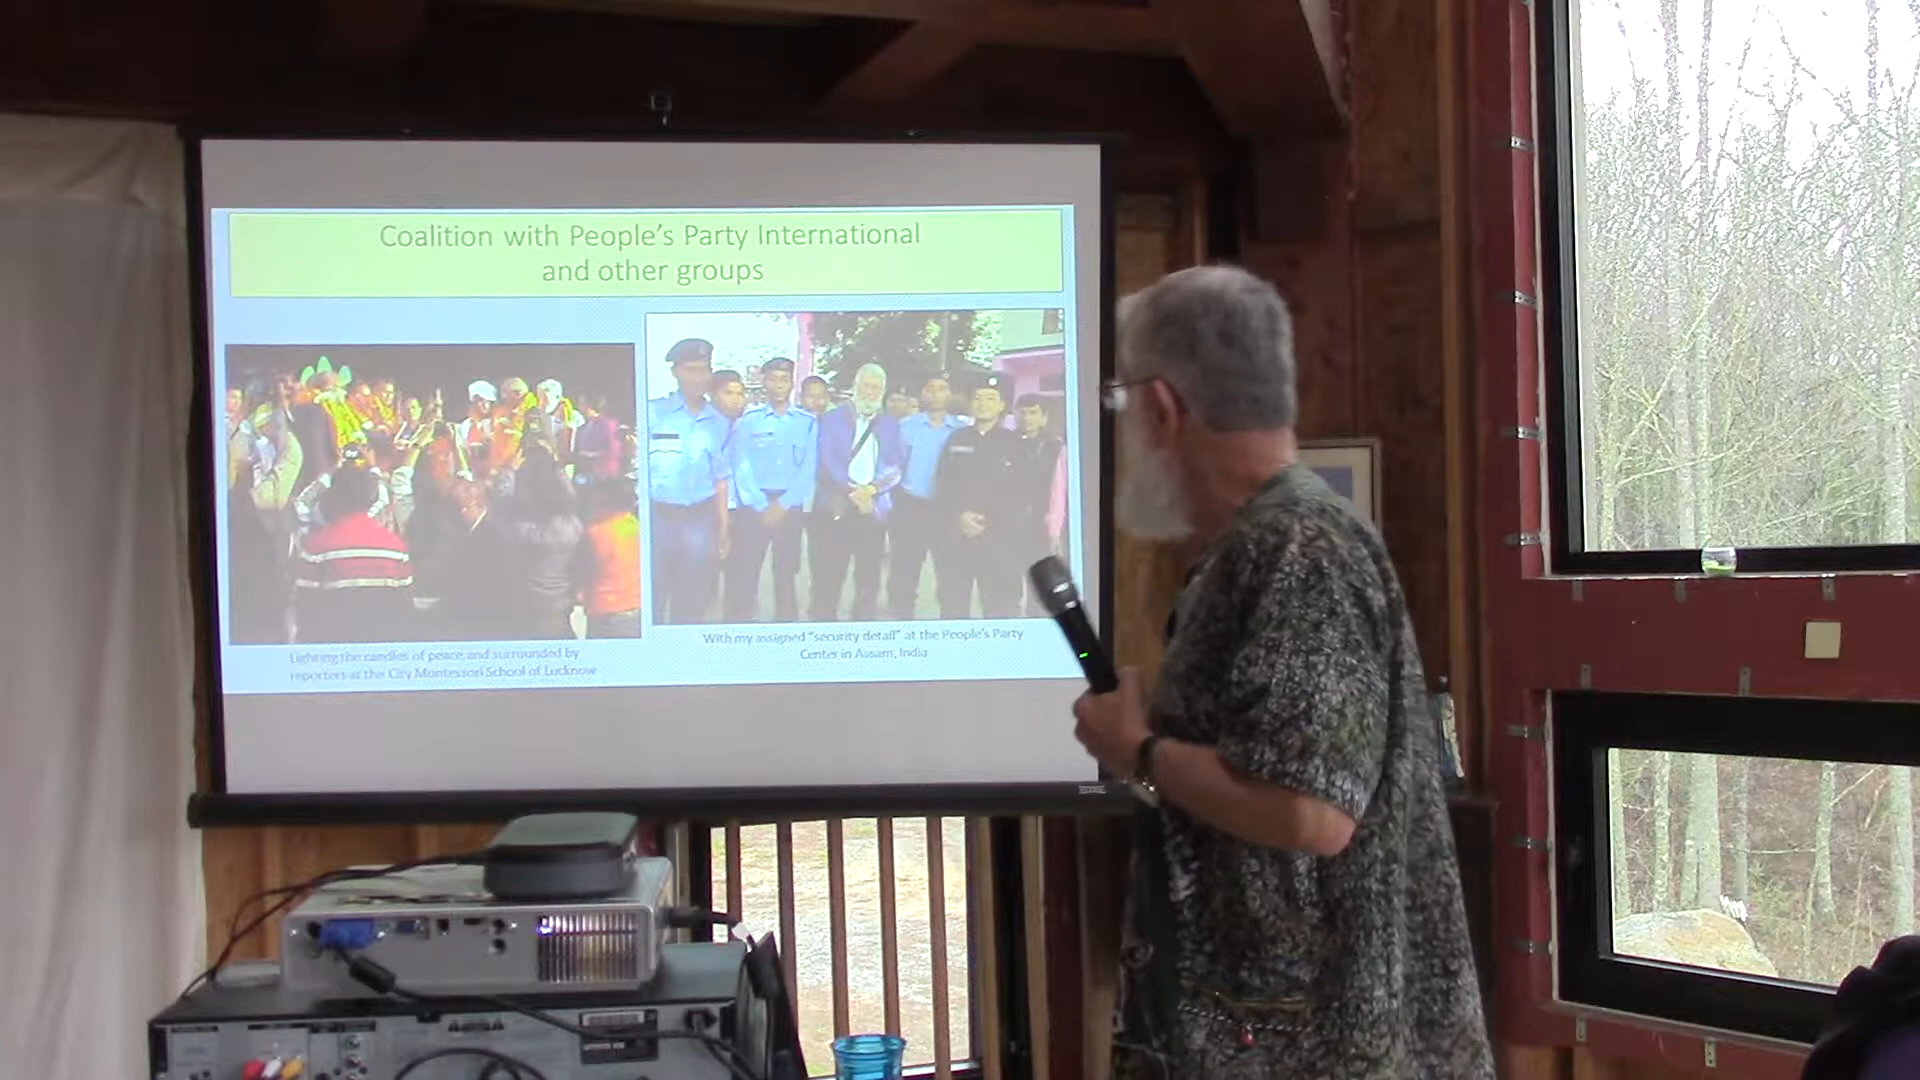 Coalition with People's Party International
and other groups
Lighting the candles of peace and surrounded by
reporters at the City Montessori School of Lucknow
With my assigned "security detail" at the People's Party
Center in Assam, India